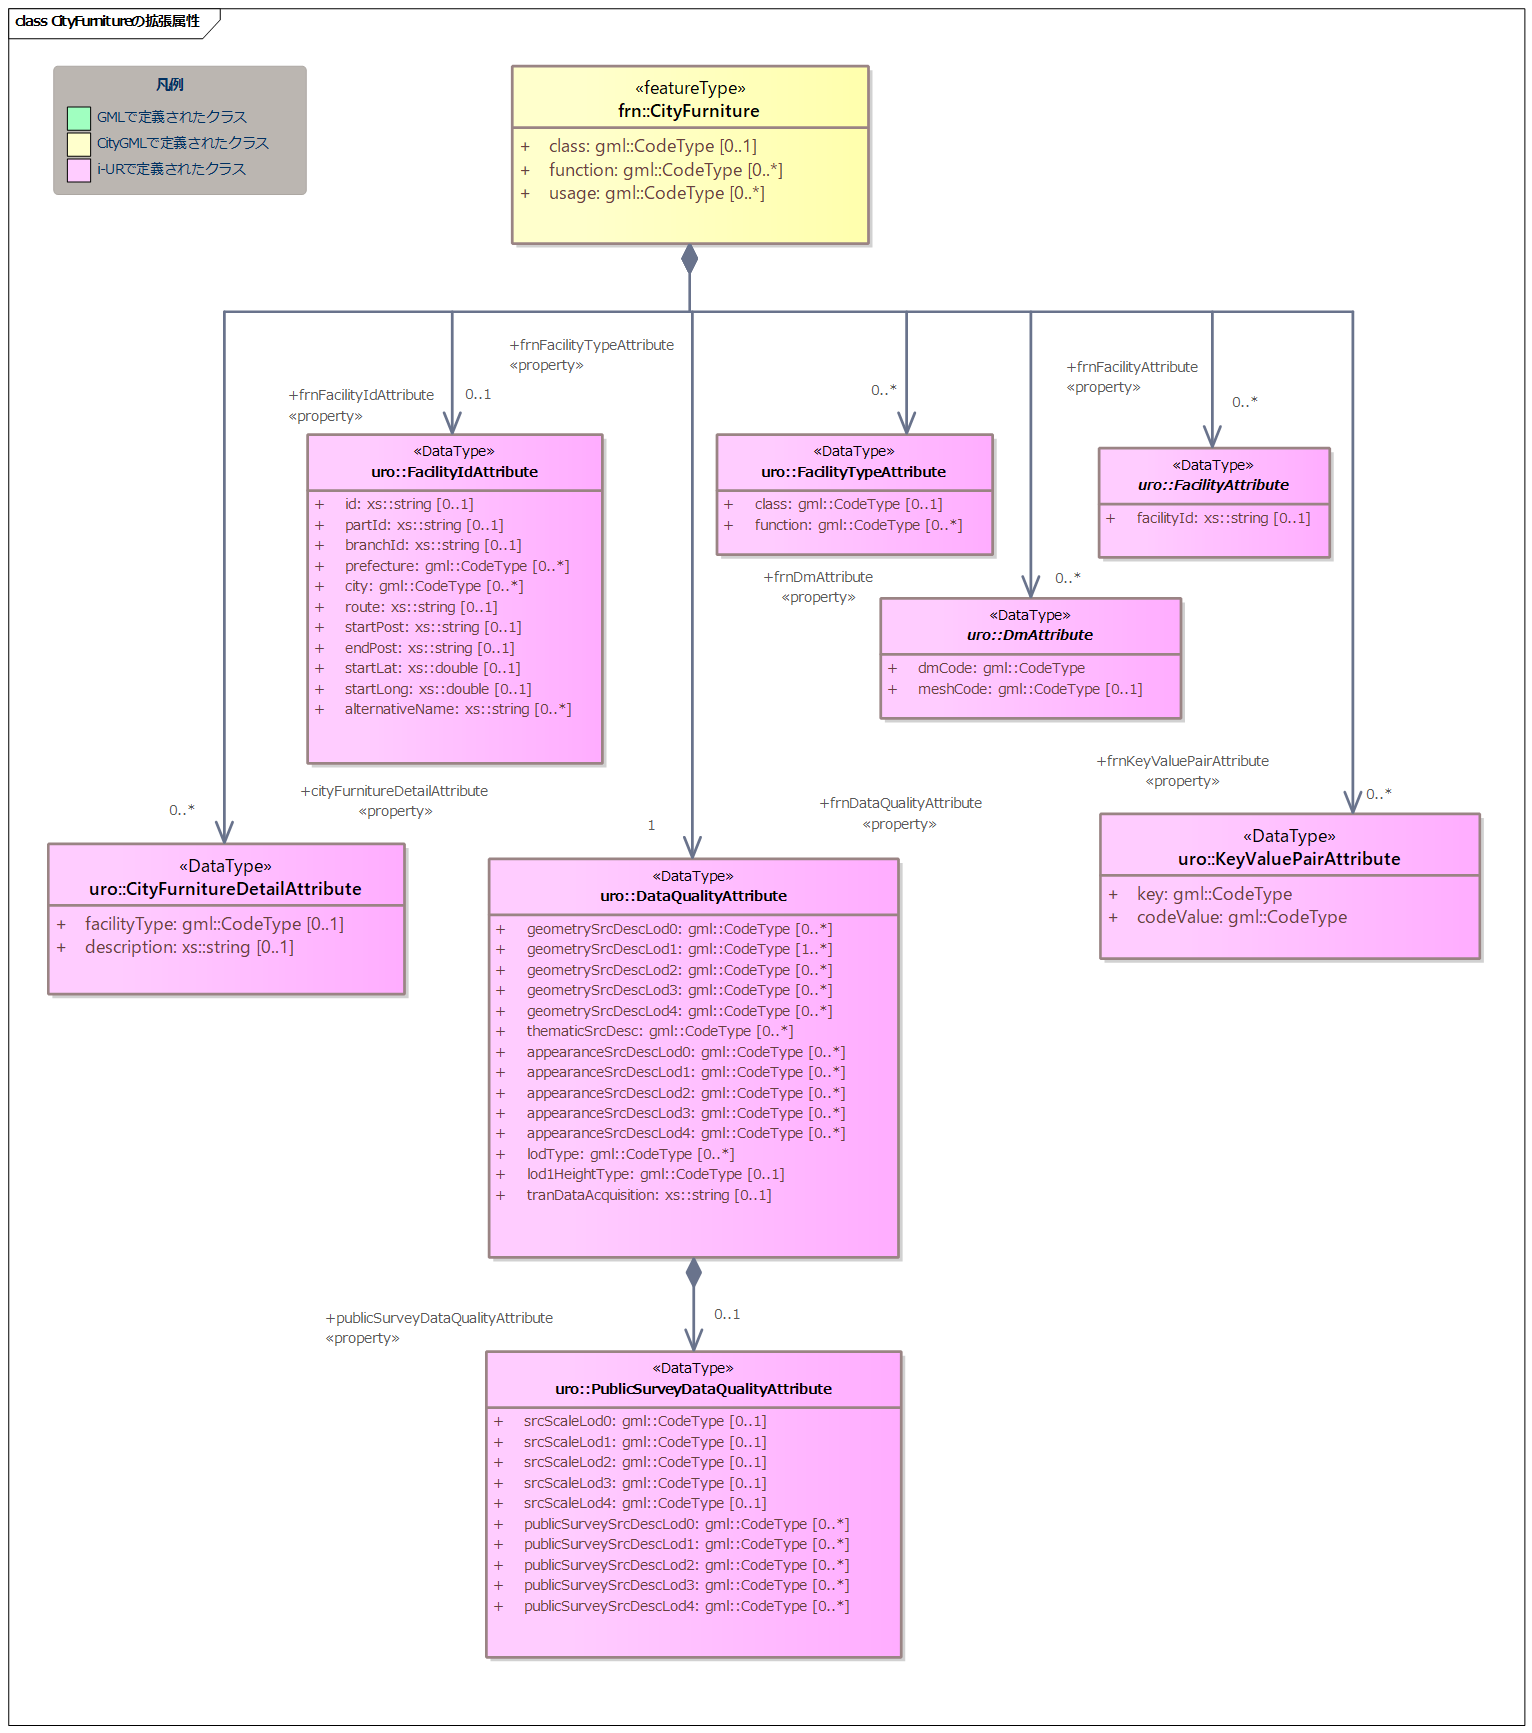 class CityFurnitureの拡張属性
凡例
GMLで定義されたクラス
CityGMLで定義されたクラス
i-URで定義されたクラス
«featureType»
frn::CityFurniture
+ class: gml::CodeType [0..1]
+ function: gml::CodeType [0..*]
+ usage: gml::CodeType [0..*]
+frnFacilityTypeAttribute
«property»
+frnFacilityIdAttribute
«property»
0..1
0..*
+frnFacilityAttribute
«property»
0..*
«DataType»
uro::FacilityIdAttribute
+ id: xs::string [0..1]
+ partId: xs::string [0..1]
+ branchId: xs::string [0..1]
+ prefecture: gml::CodeType [0..*]
+ city: gml::CodeType [0..*]
+ route: xs::string [0..1]
+ startPost: xs::string [0..1]
+ endPost: xs::string [0..1]
+ startLat: xs::double [0..1]
+ startLong: xs::double [0..1]
+ alternativeName: xs::string [0..*]
«DataType»
uro::FacilityTypeAttribute
+ class: gml::CodeType [0..1]
+ function: gml::CodeType [0..*]
«DataType»
uro::FacilityAttribute
+ facilityId: xs::string [0..1]
+frnDmAttribute
«property»
0..*
«DataType»
uro::DmAttribute
+ dmCode: gml::CodeType
+ meshCode: gml::CodeType [0..1]
+cityFurnitureDetailAttribute
«property»
0..*
1
+frnDataQualityAttribute
«property»
+frnKeyValuePairAttribute
«property»
0..*
«DataType»
uro::CityFurnitureDetailAttribute
+ facilityType: gml::CodeType [0..1]
+ description: xs::string [0..1]
«DataType»
uro::DataQualityAttribute
+ geometrySrcDescLod0: gml::CodeType [0..*]
+ geometrySrcDescLod1: gml::CodeType [1..*]
+ geometrySrcDescLod2: gml::CodeType [0..*]
+ geometrySrcDescLod3: gml::CodeType [0..*]
+ geometrySrcDescLod4: gml::CodeType [0..*]
+ thematicSrcDesc: gml::CodeType [0..*]
+ appearanceSrcDescLod0: gml::CodeType [0..*]
+ appearanceSrcDescLod1: gml::CodeType [0..*]
+ appearanceSrcDescLod2: gml::CodeType [0..*]
+ appearanceSrcDescLod3: gml::CodeType [0..*]
+ appearanceSrcDescLod4: gml::CodeType [0..*]
+ lodType: gml::CodeType [0..*]
+ lod1HeightType: gml::CodeType [0..1]
+ tranDataAcquisition: xs::string [0..1]
«DataType»
uro::KeyValuePairAttribute
+ key: gml::CodeType
+ codeValue: gml::CodeType
+publicSurveyDataQualityAttribute
«property»
0..1
«DataType»
uro::PublicSurveyDataQualityAttribute
+ srcScaleLod0: gml::CodeType [0..1]
+ srcScaleLod1: gml::CodeType [0..1]
+ srcScaleLod2: gml::CodeType [0..1]
+ srcScaleLod3: gml::CodeType [0..1]
+ srcScaleLod4: gml::CodeType [0..1]
+ publicSurveySrcDescLod0: gml::CodeType [0..*]
+ publicSurveySrcDescLod1: gml::CodeType [0..*]
+ publicSurveySrcDescLod2: gml::CodeType [0..*]
+ publicSurveySrcDescLod3: gml::CodeType [0..*]
+ publicSurveySrcDescLod4: gml::CodeType [0..*]